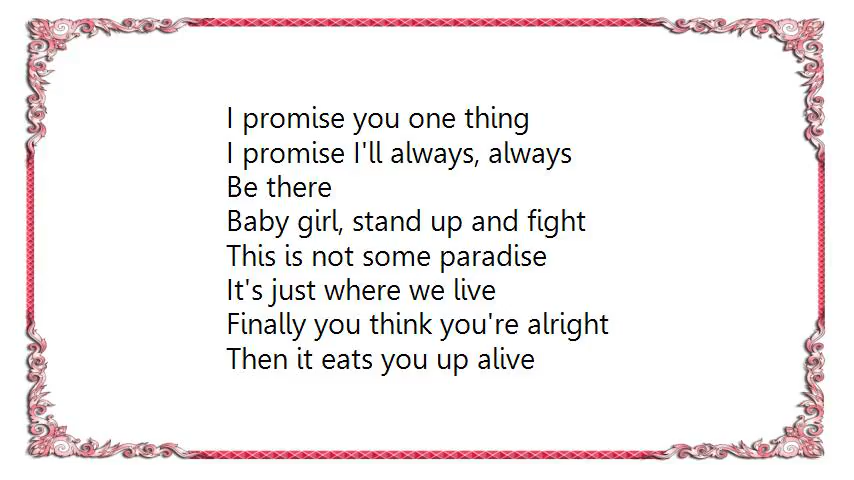 I promise you one thing
I promise I'll always, always
Be there
Baby girl, stand up and fight
This is not some paradise
It's just where we live
Finally you think you're alright
Then it eats you up alive